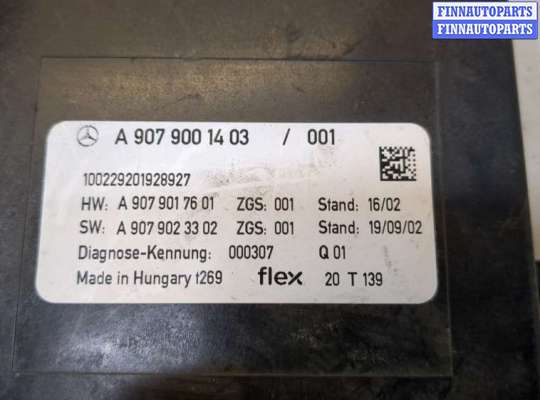 FINNAUTOPARTS
FINNAUTOPARTS
A 907 900 14 03 / 001
100229201928927
HW: A 907 901 76 01 ZGS: 001 Stand: 16/02
SW: A 907 902 33 02 ZGS: 001 Stand: 19/09/02
Diagnose-Kennung: 000307 Q 01
Made in Hungary t269 flex 20 T 139